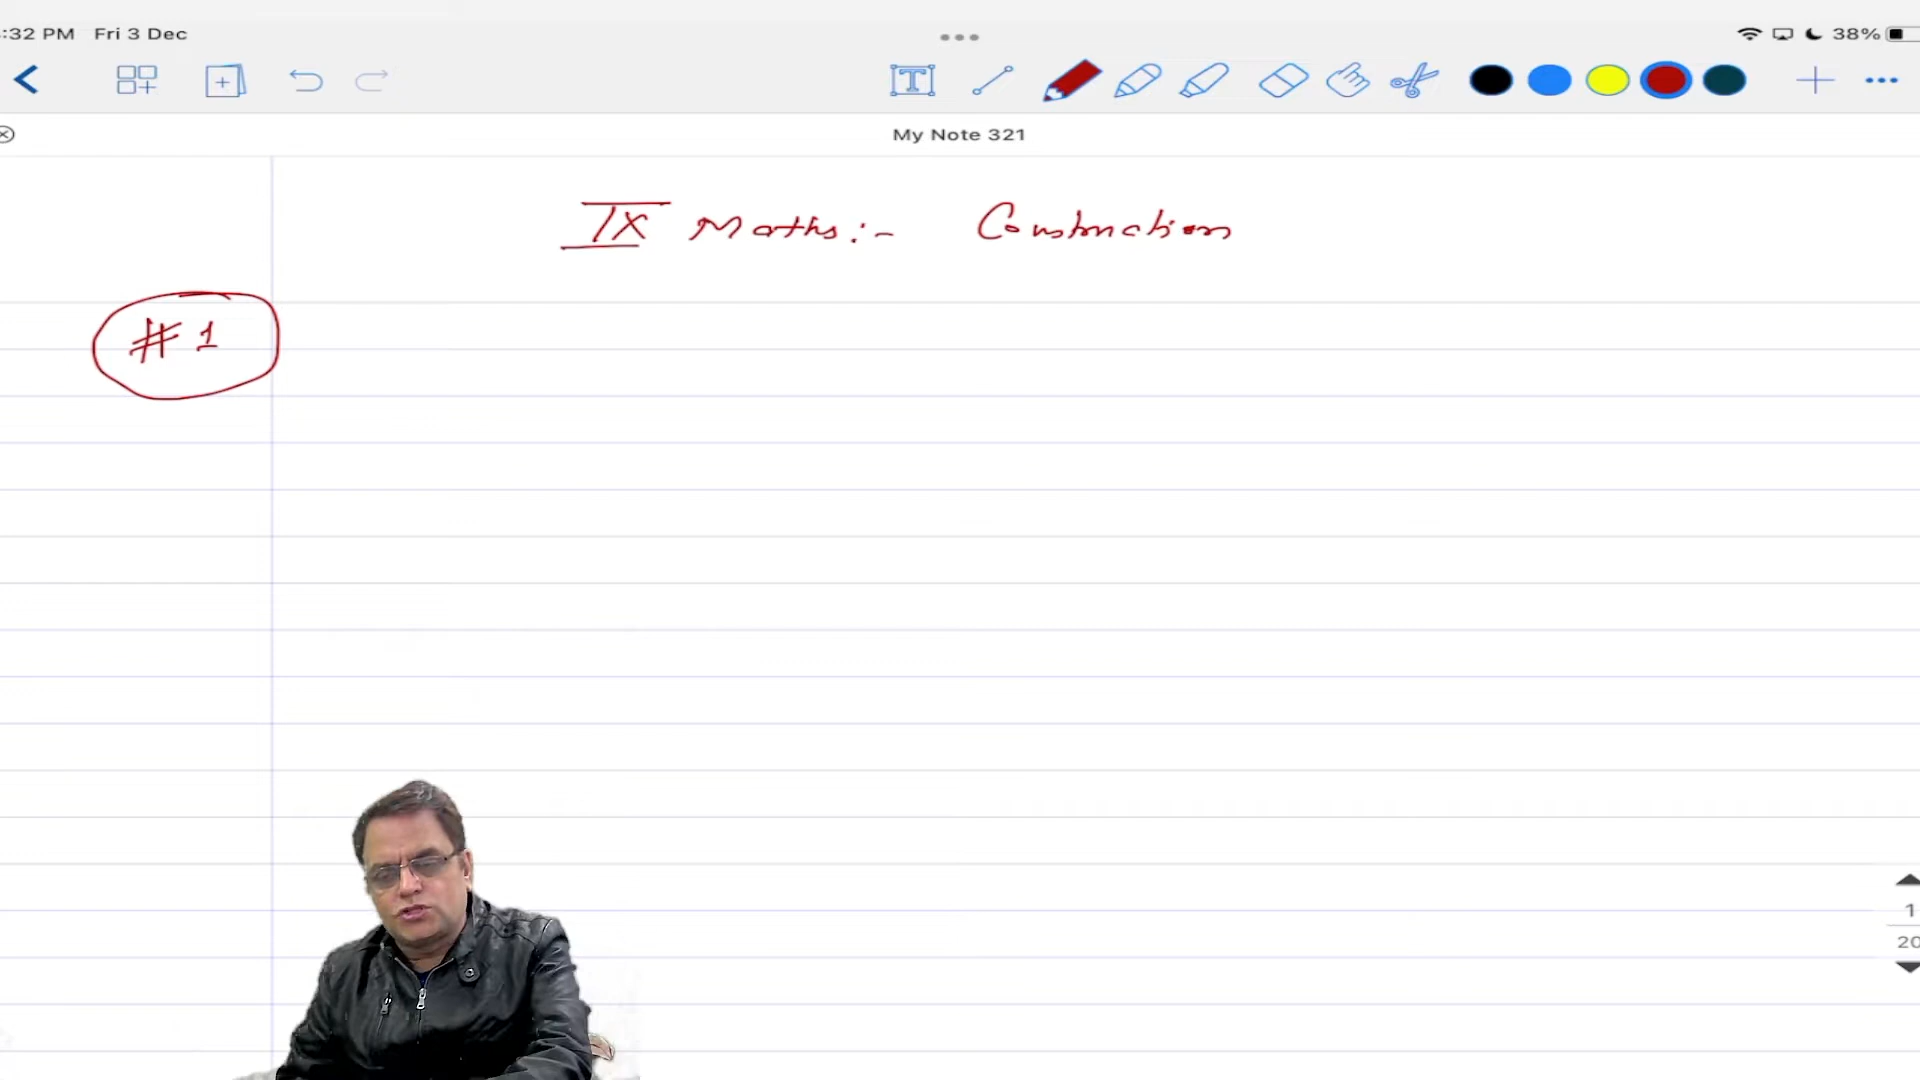 :32 PM Fri 3 Dec
38%
T
My Note 321
IX Maths:- Construction
#1
1
20